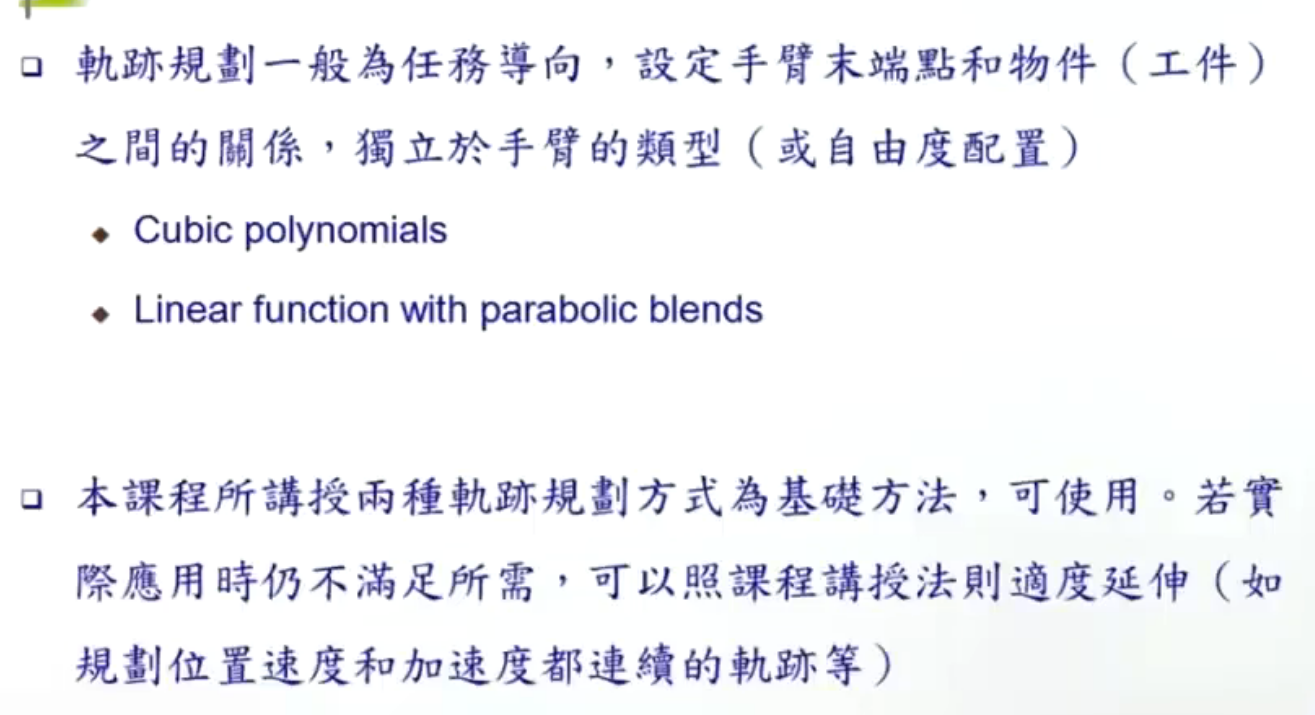 □ 軌跡規劃一般為任務導向，設定手臂末端點和物件（工件）
之間的關係，獨立於手臂的類型（或自由度配置）
◆ Cubic polynomials
◆ Linear function with parabolic blends
□ 本課程所講授兩種軌跡規劃方式為基礎方法，可使用。若實
際應用時仍不滿足所需，可以照課程講授法則適度延伸（如
規劃位置速度和加速度都連續的軌跡等）